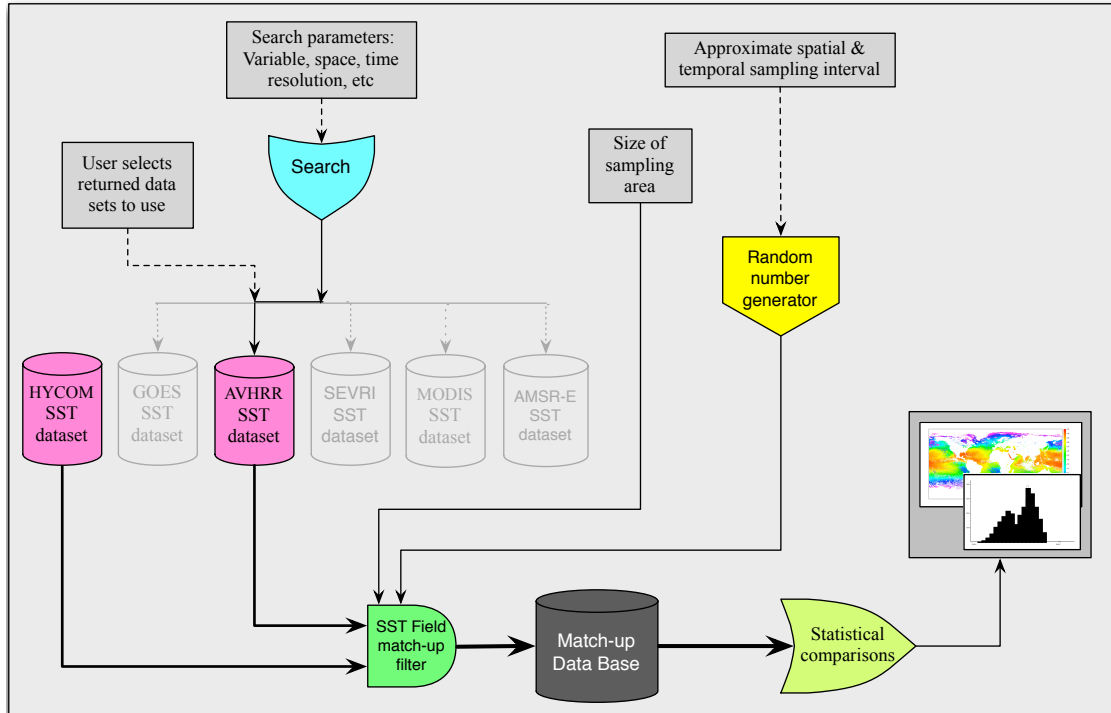 Search parameters:
Variable, space, time
resolution, etc
Approximate spatial &
temporal sampling interval
User selects
returned data
sets to use
Search
Size of
sampling
area
Random
number
generator
HYCOM
SST
dataset
GOES
SST
dataset
AVHRR
SST
dataset
SEVRI
SST
dataset
MODIS
SST
dataset
AMSR-E
SST
dataset
SST Field
match-up
filter
Match-up
Data Base
Statistical
comparisons